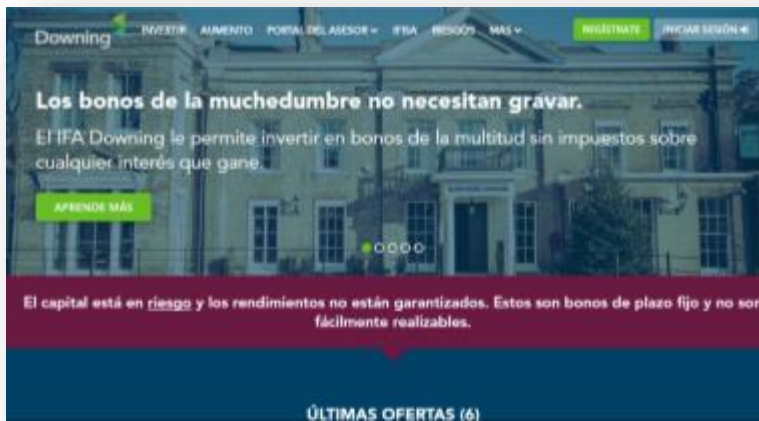 Downing
INVERTIR AUMENTO PORTAL DEL ASESOR IFISA RIESGOS MÁS REGÍSTRATE INICIAR SESIÓN
Los bonos de la muchedumbre no necesitan gravar.
El IFA Downing le permite invertir en bonos de la multitud sin impuestos sobre
cualquier interés que gane.
APRENDE MÁS
El capital está en riesgo y los rendimientos no están garantizados. Estos son bonos de plazo fijo y no son
fácilmente realizables.
ÚLTIMAS OFERTAS (6)